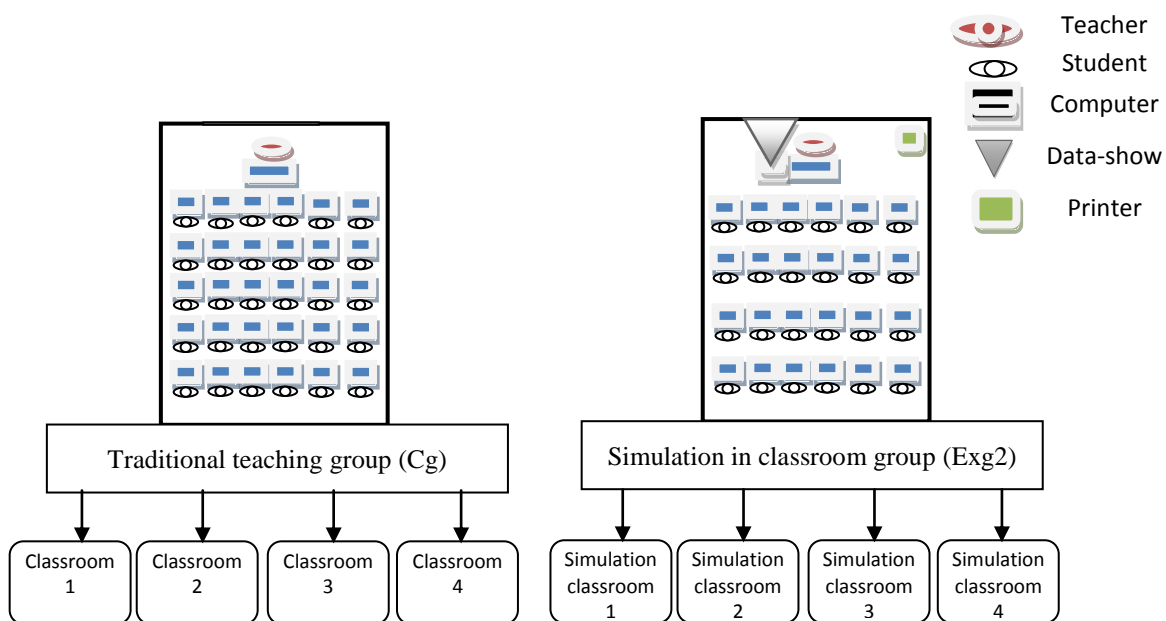 Teacher
Student
Computer
Data-show
Printer
Traditional teaching group (Cg)
Simulation in classroom group (Exg2)
Classroom
1
Classroom
2
Classroom
3
Classroom
4
Simulation
classroom
1
Simulation
classroom
2
Simulation
classroom
3
Simulation
classroom
4